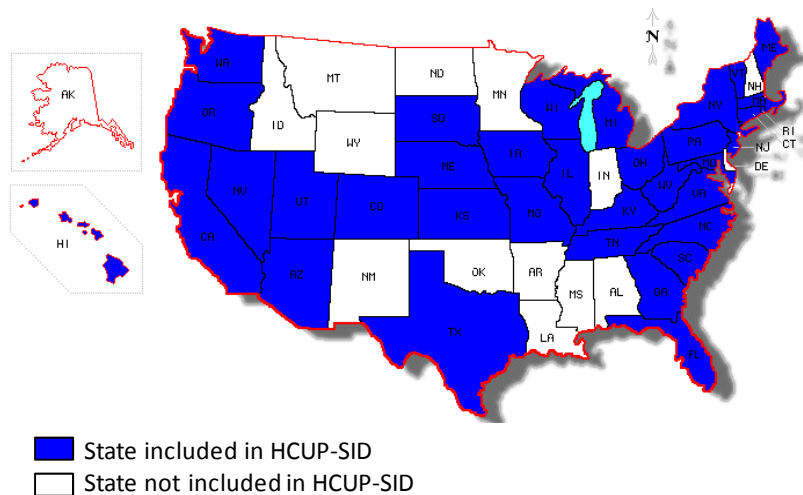 N
WA
MT
ND
MN
ME
VT
NH
AK
OR
ID
SD
WI
MI
NY
MA
RI
CT
WY
IA
PA
NJ
NE
OH
MD
DE
NV
UT
IL
IN
WV
VA
CO
KS
MO
KY
HI
CA
NC
TN
OK
AR
SC
AZ
NM
MS
AL
GA
TX
LA
FL
State included in HCUP-SID
State not included in HCUP-SID